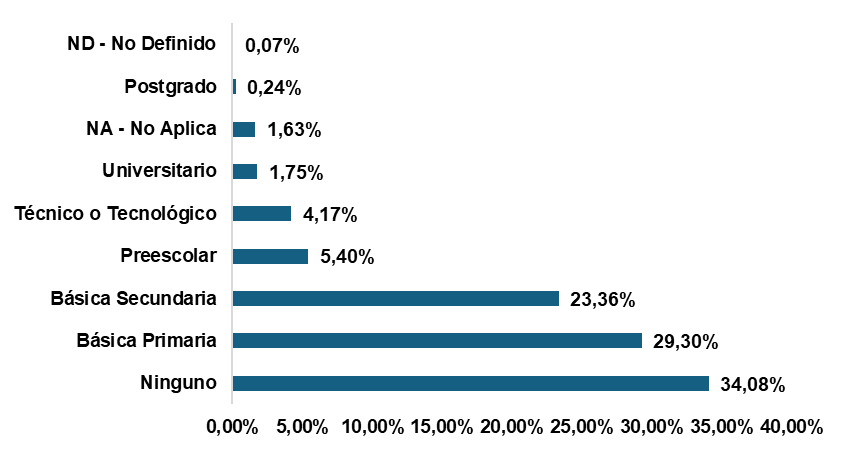 ND - No Definido 0,07%
Postgrado 0,24%
NA - No Aplica 1,63%
Universitario 1,75%
Técnico o Tecnológico 4,17%
Preescolar 5,40%
Básica Secundaria 23,36%
Básica Primaria 29,30%
Ninguno 34,08%
0,00% 5,00% 10,00% 15,00% 20,00% 25,00% 30,00% 35,00% 40,00%